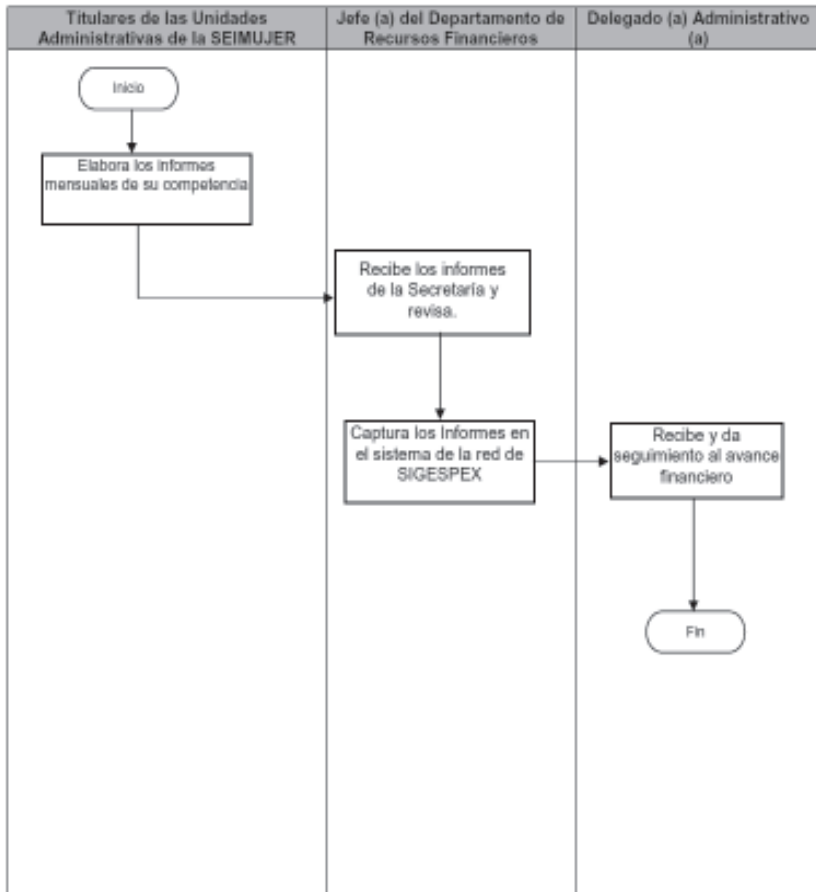 Titulares de las Unidades
Administrativas de la SEIMUJER
Jefe (a) del Departamento de
Recursos Financieros
Delegado (a) Administrativo
(a)
Inicio
Elabora los informes
mensuales de su competencia
Recibe los informes
de la Secretaría y
revisa.
Captura los Informes en
el sistema de la red de
SIGESPEX
Recibe y da
seguimiento al avance
financiero
Fin